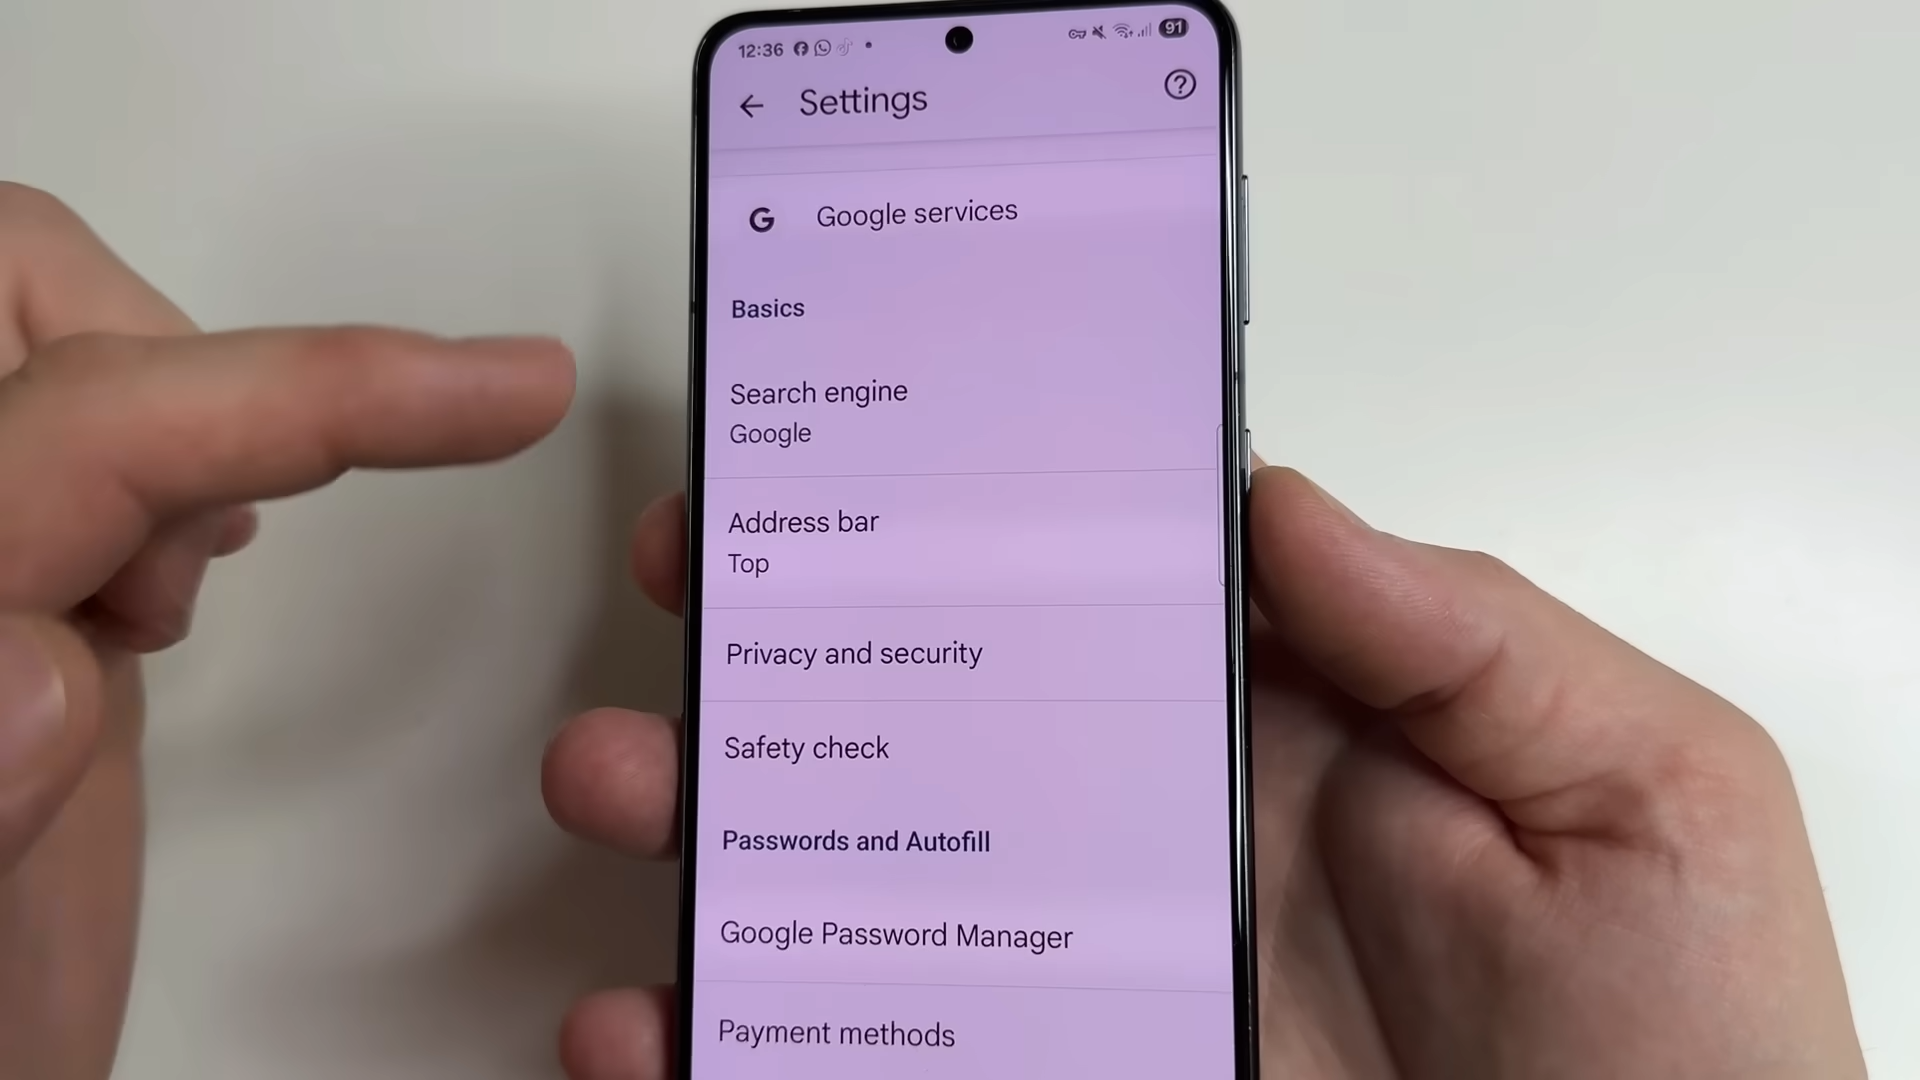 12:36
91
Settings
G Google services
Basics
Search engine
Google
Address bar
Top
Privacy and security
Safety check
Passwords and Autofill
Google Password Manager
Payment methods